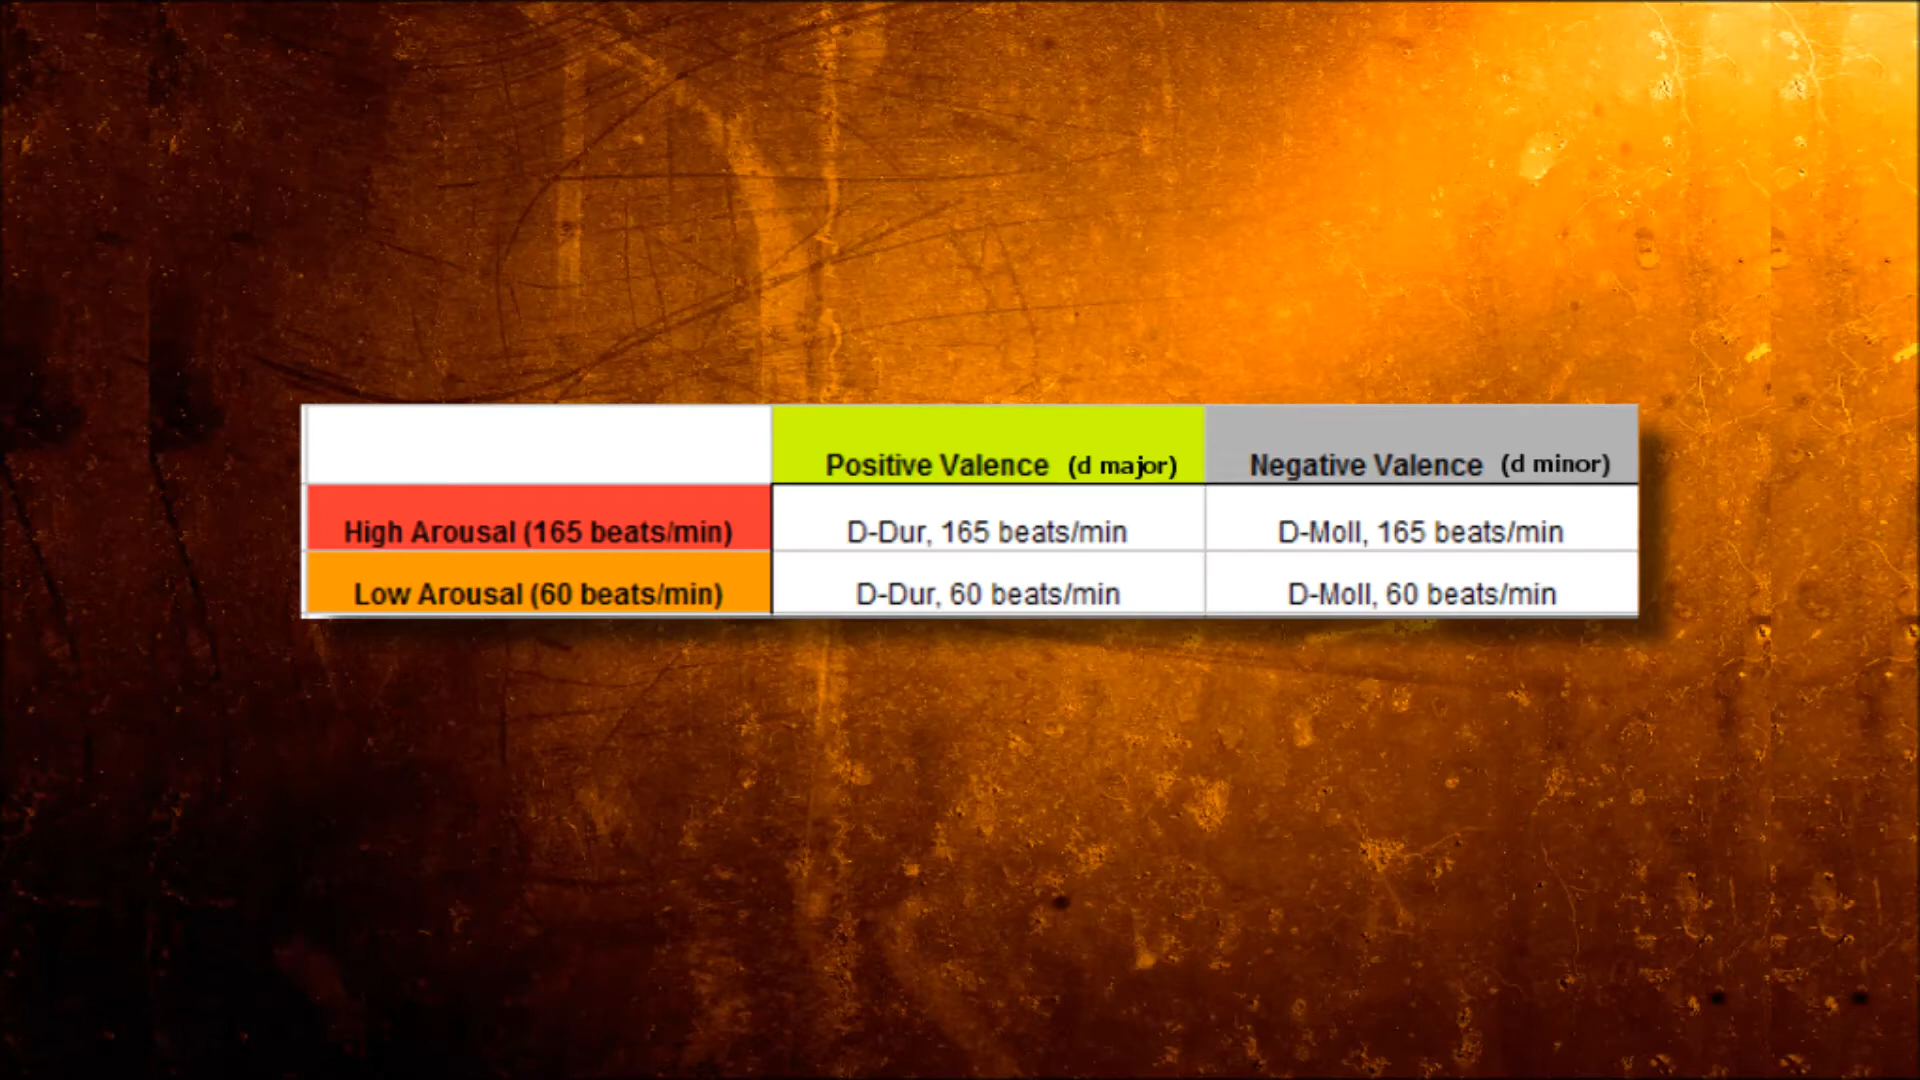 Positive Valence (d major) Negative Valence (d minor)
High Arousal (165 beats/min) D-Dur, 165 beats/min D-Moll, 165 beats/min
Low Arousal (60 beats/min) D-Dur, 60 beats/min D-Moll, 60 beats/min